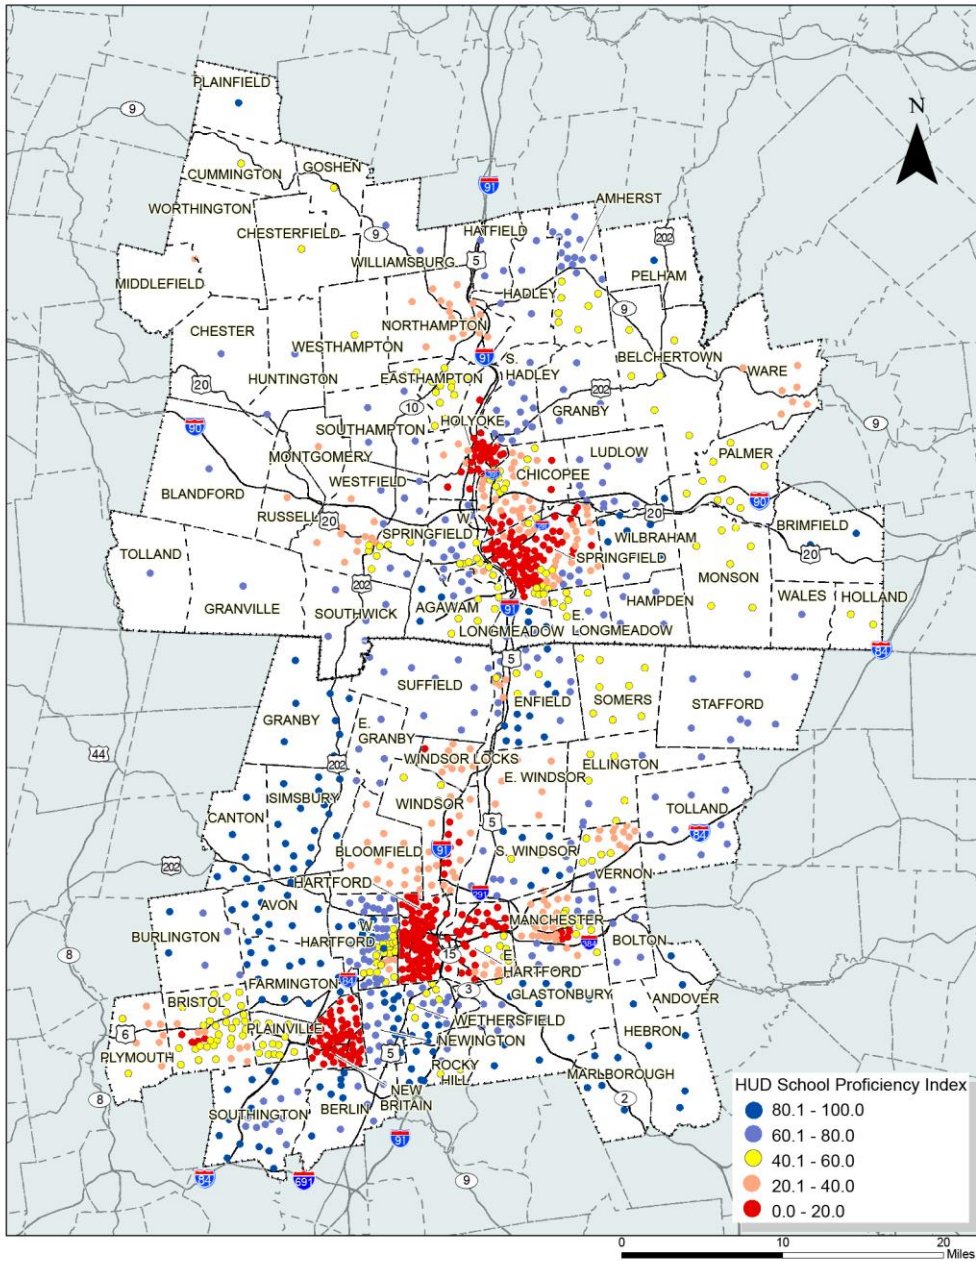 PLAINFIELD
9
N
CUMMINGTON
GOSHEN
91
AMHERST
WORTHINGTON
CHESTERFIELD
9
HATFIELD
202
WILLIAMSBURG
5
PELHAM
MIDDLEFIELD
HADLEY
9
CHESTER
NORTHAMPTON
WESTHAMPTON
91
S.
HADLEY
BELCHERTOWN
WARE
20
HUNTINGTON
EASTHAMPTON
202
10
GRANBY
HOLYOKE
9
90
SOUTHAMPTON
MONTGOMERY
LUDLOW
PALMER
CHICOPEE
WESTFIELD
BLANDFORD
90
RUSSELL
20
W.
SPRINGFIELD
20
BRIMFIELD
WILBRAHAM
20
TOLLAND
SPRINGFIELD
MONSON
202
GRANVILLE
SOUTHWICK
AGAWAM
91
HAMPDEN
WALES
HOLLAND
E.
LONGMEADOW
LONGMEADOW
84
5
SUFFIELD
ENFIELD
SOMERS
STAFFORD
GRANBY
E.
GRANBY
44
202
WINDSOR LOCKS
E. WINDSOR
ELLINGTON
SIMSBURY
CANTON
WINDSOR
TOLLAND
5
84
BLOOMFIELD
91
S. WINDSOR
202
VERNON
HARTFORD
291
AVON
MANCHESTER
W.
HARTFORD
BURLINGTON
384
BOLTON
15
E.
HARTFORD
8
FARMINGTON
84
3
GLASTONBURY
ANDOVER
BRISTOL
WETHERSFIELD
PLAINVILLE
HEBRON
6
NEWINGTON
PLYMOUTH
5
ROCKY
HILL
MARLBOROUGH
8
NEW
BRITAIN
2
SOUTHINGTON
BERLIN
91
84
691
9
HUD School Proficiency Index
80.1 - 100.0
60.1 - 80.0
40.1 - 60.0
20.1 - 40.0
0.0 - 20.0
0 10 20
Miles